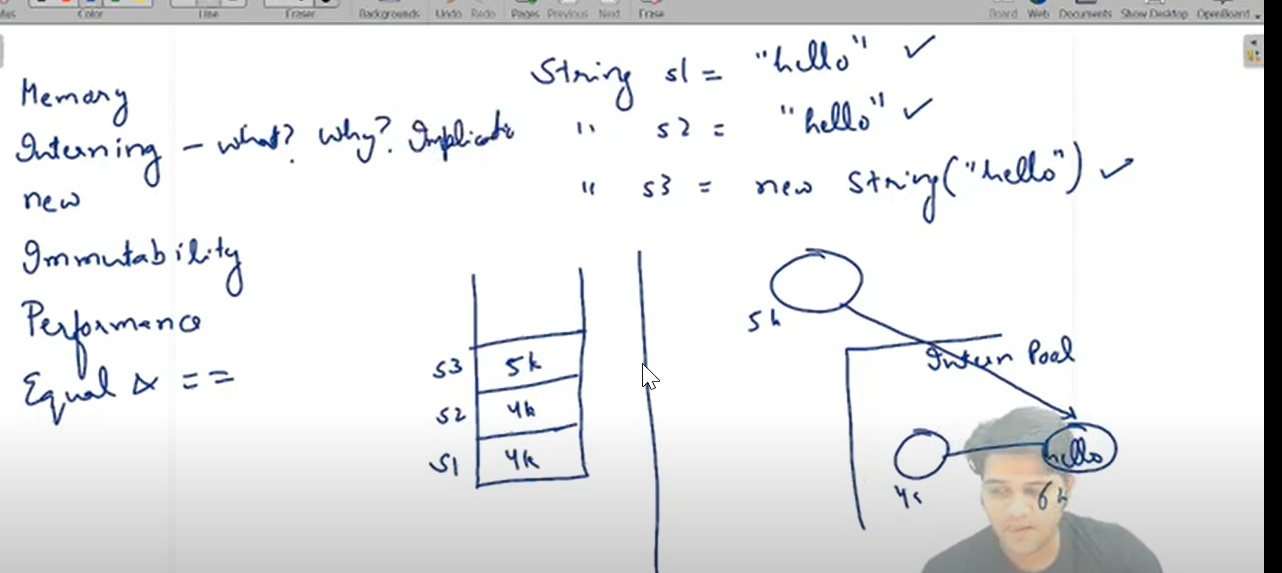 Color
Line
Eraser
Backgrounds
Undo Redo
Pages Previous Next
Erase
Board Web Documents Show Desktop OpenBoard
Memory
Interning - what? why? Implicate
new
Immutability
Performance
Equal & ==
String s1 = "hello" ✓
" s2 = "hello" ✓
" s3 = new String("hello") ✓
s3 5k
s2 4k
s1 4k
5k
Intern Pool
hello
4k
6k